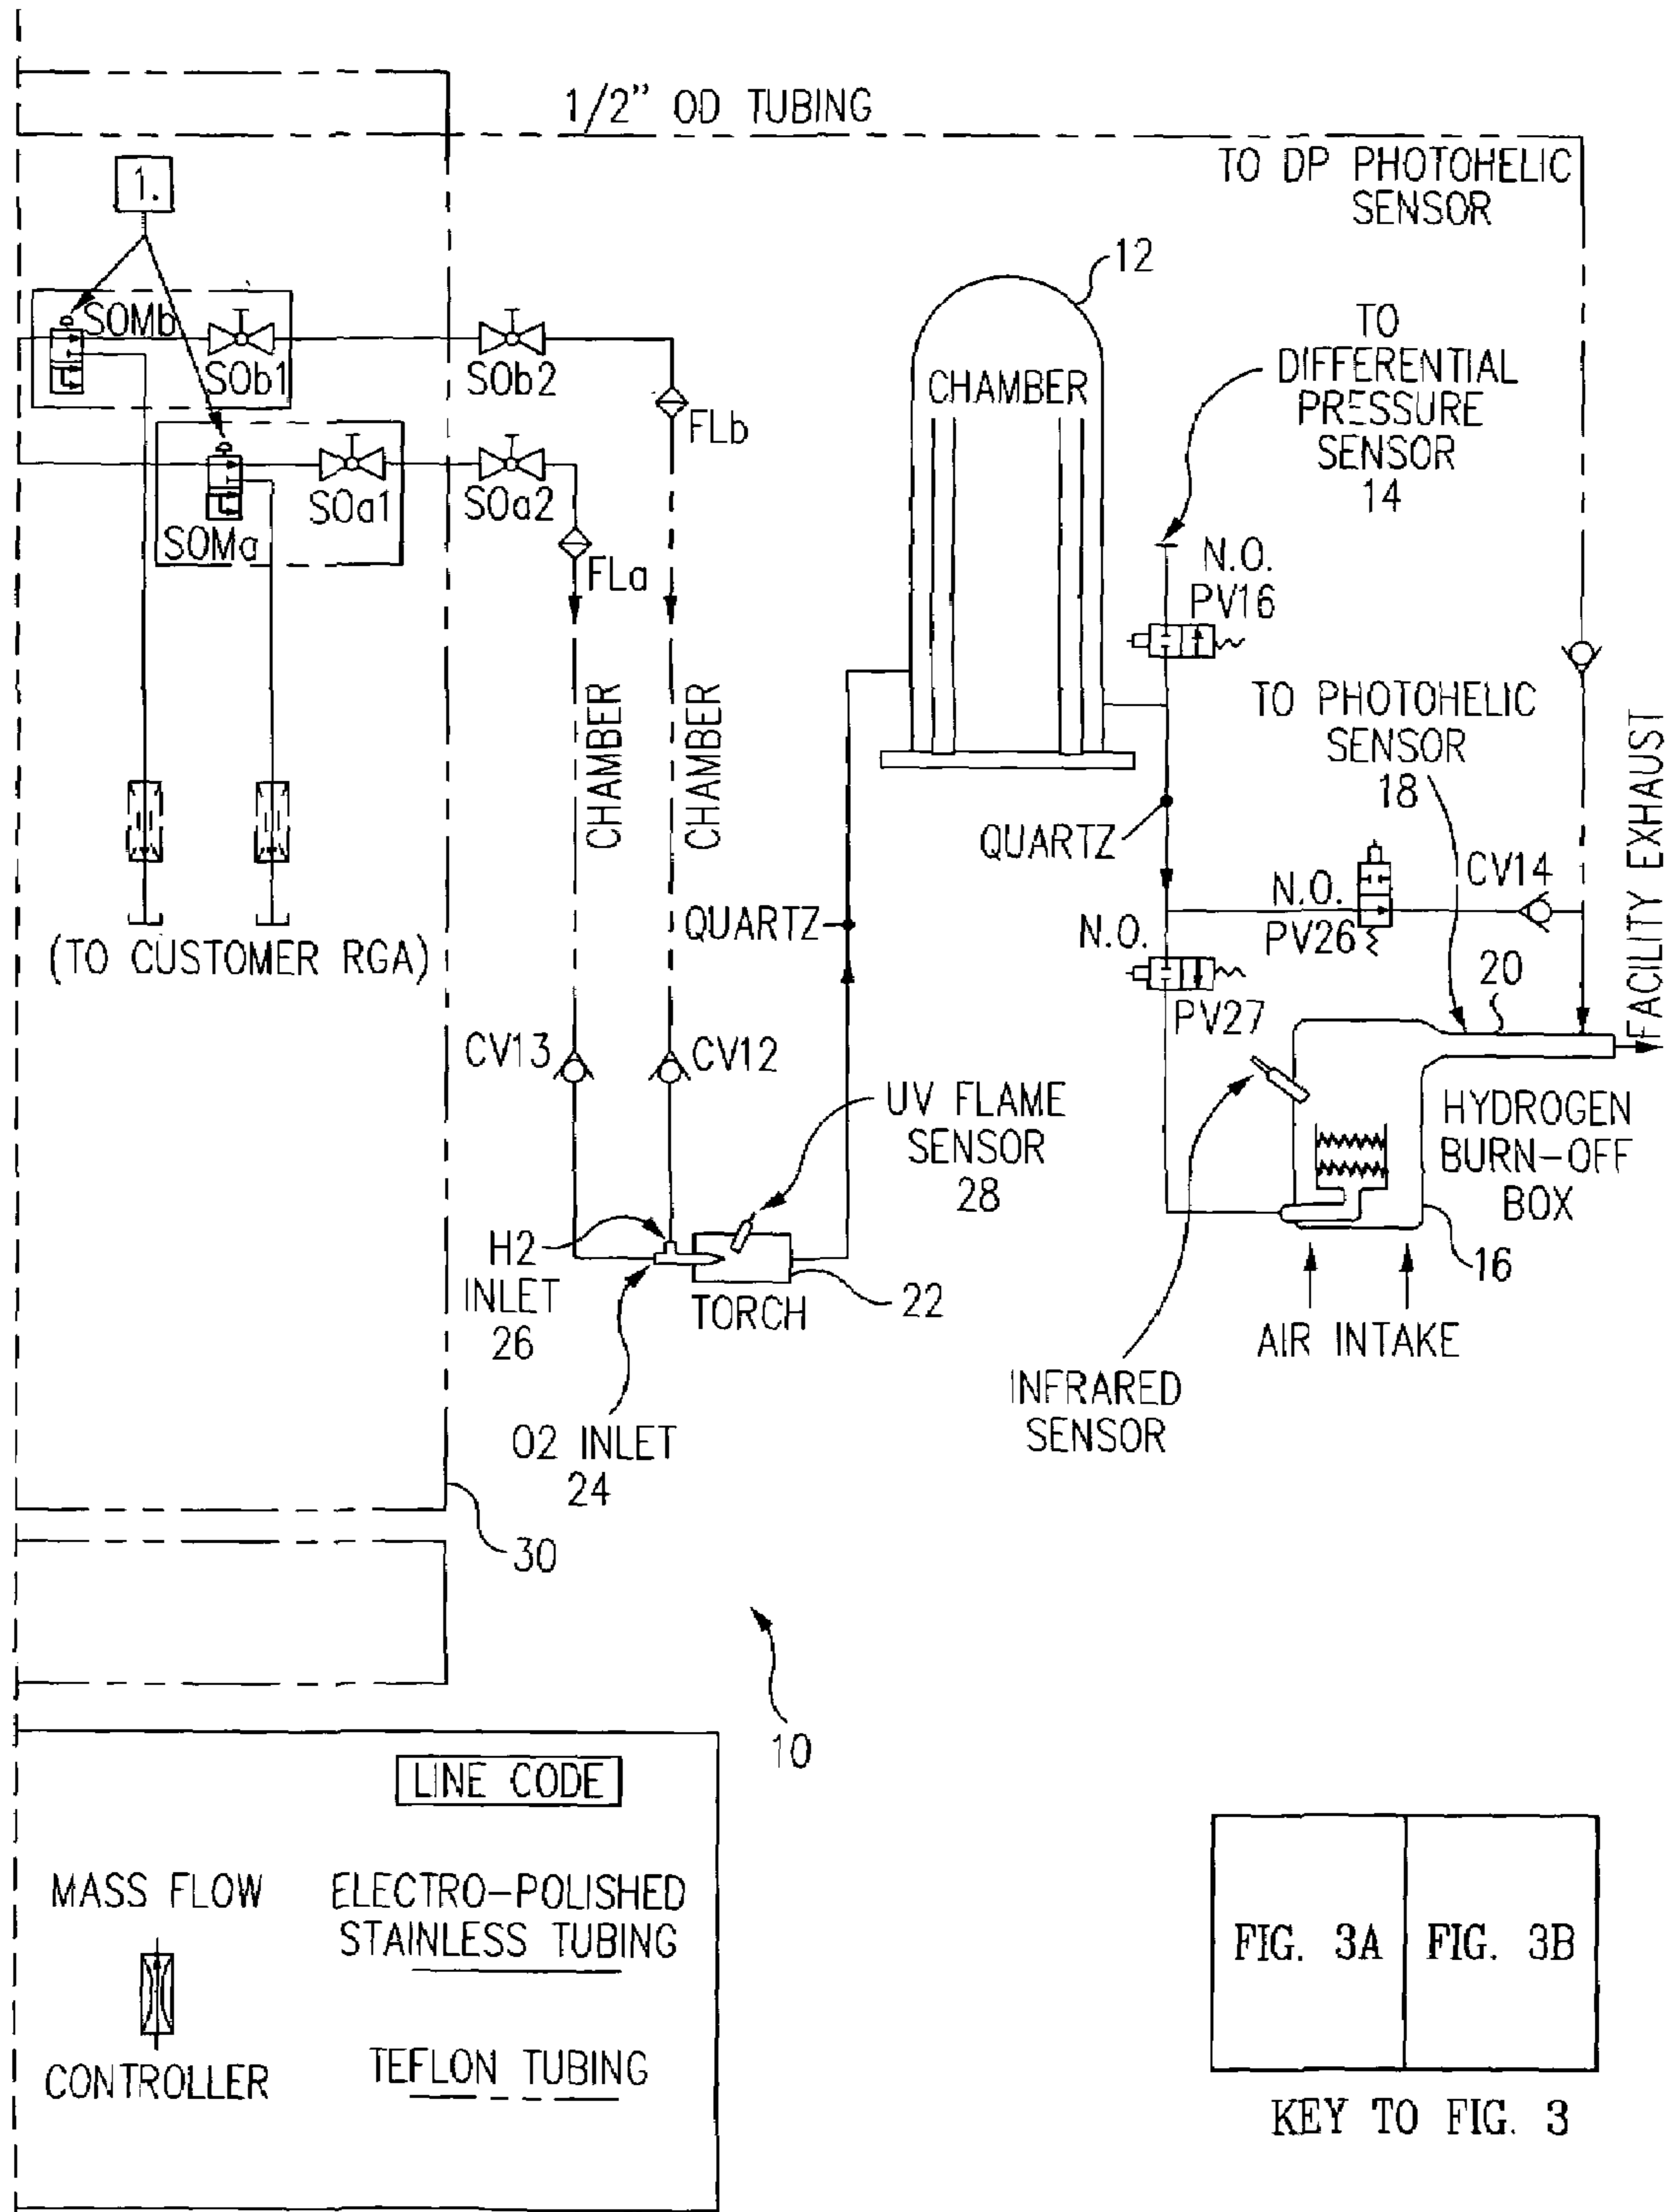 1/2" OD TUBING
TO DP PHOTOHELIC
SENSOR
1.
12
TO
DIFFERENTIAL
PRESSURE
SENSOR
14
SOMb
SOb1
SOb2
CHAMBER
FLb
SOMa
SOa1
SOa2
FLa
N.O.
PV16
CHAMBER
CHAMBER
TO PHOTOHELIC
SENSOR
18
QUARTZ
FACILITY EXHAUST
(TO CUSTOMER RGA)
QUARTZ
N.O.
N.O.
PV26
CV14
PV27
20
CV13
CV12
UV FLAME
SENSOR
28
HYDROGEN
BURN-OFF
BOX
H2
INLET
26
TORCH
22
16
AIR INTAKE
O2 INLET
24
INFRARED
SENSOR
30
10
LINE CODE
MASS FLOW
CONTROLLER
ELECTRO-POLISHED
STAINLESS TUBING
TEFLON TUBING
FIG. 3A
FIG. 3B
KEY TO FIG. 3